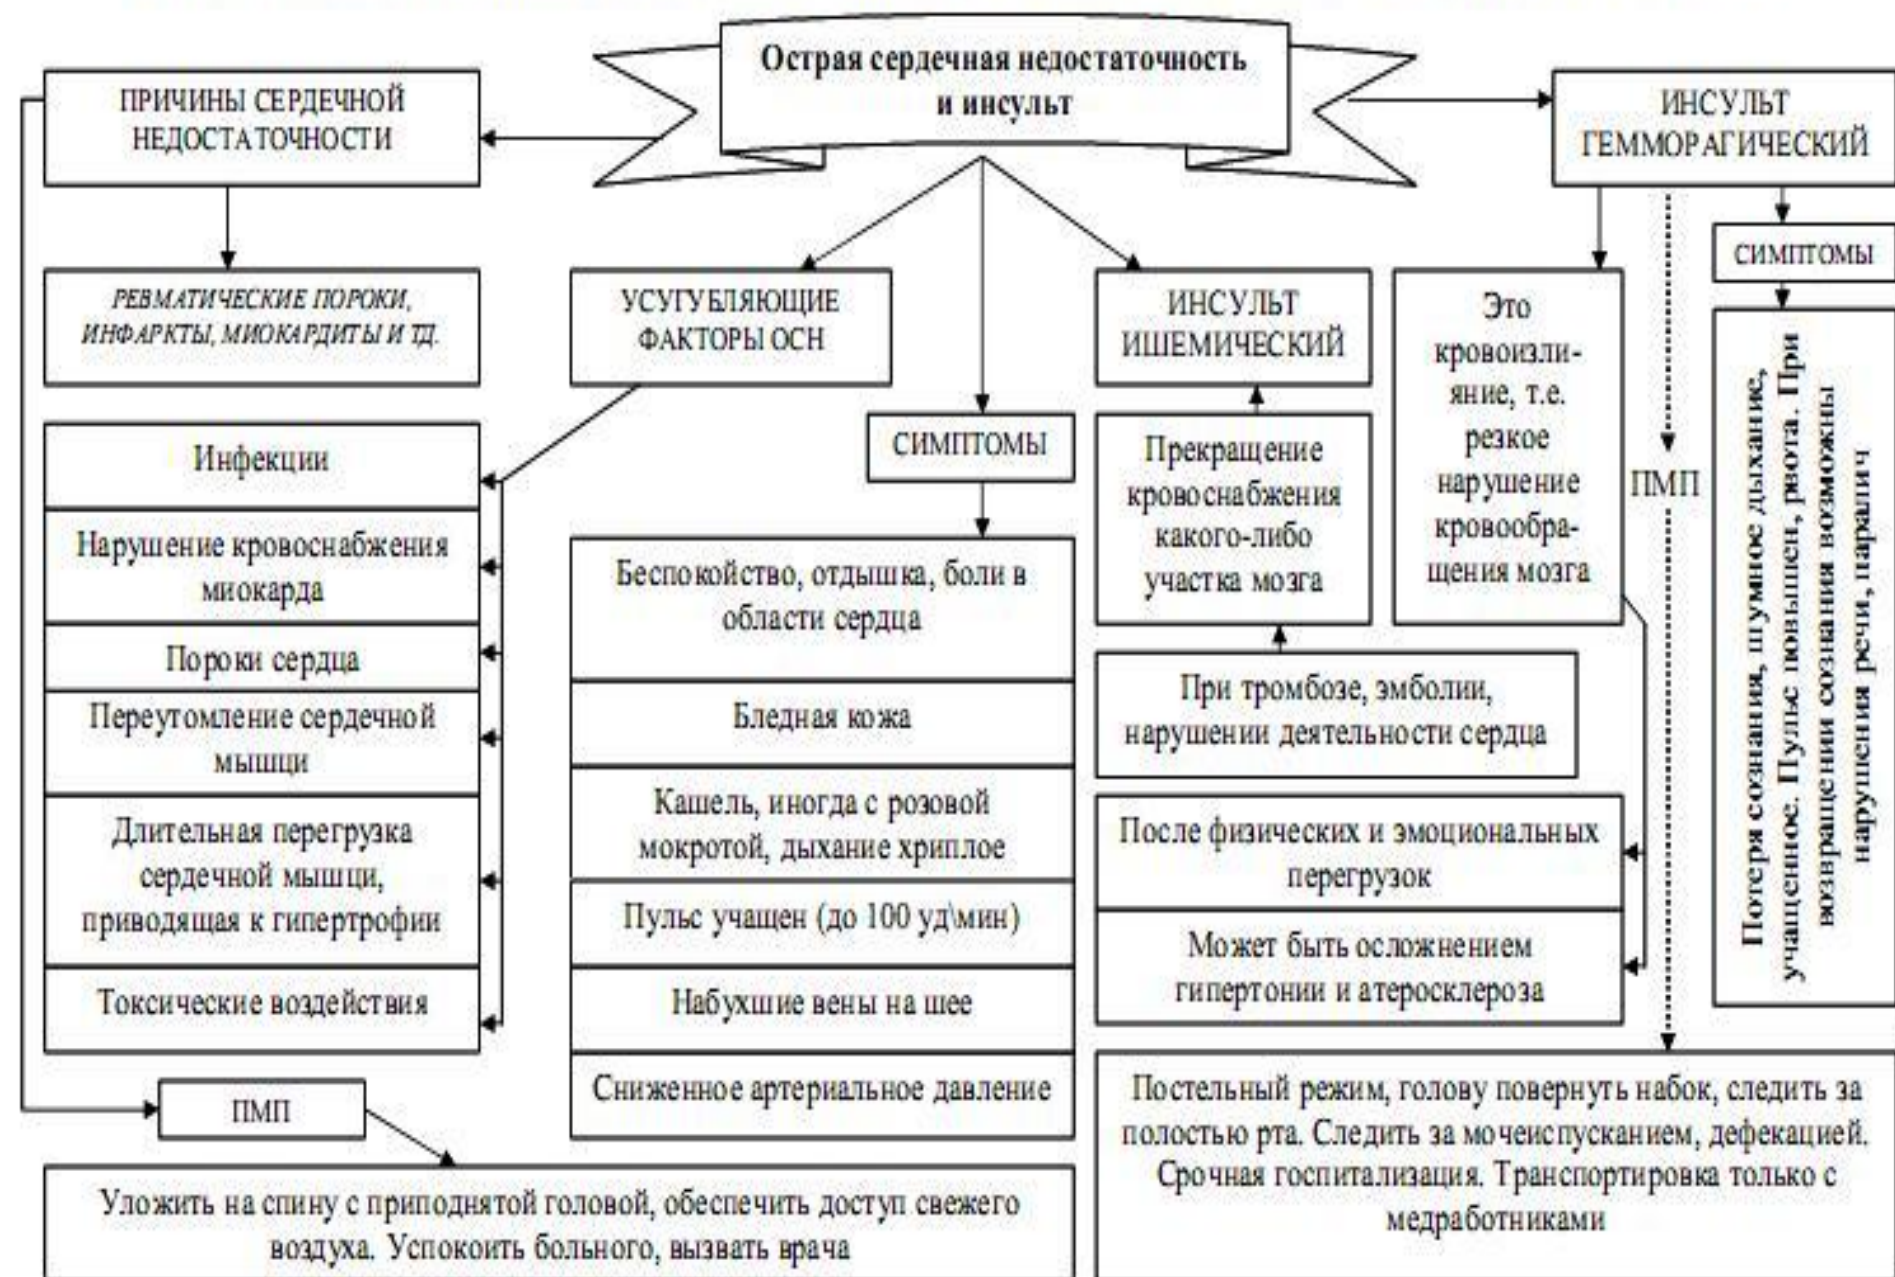 Острая сердечная недостаточность
и инсульт
ПРИЧИНЫ СЕРДЕЧНОЙ
НЕДОСТАТОЧНОСТИ
ИНСУЛЬТ
ГЕММОРАГИЧЕСКИЙ
СИМПТОМЫ
РЕВМАТИЧЕСКИЕ ПОРОКИ,
ИНФАРКТЫ, МИОКАРДИТЫ И ТД.
УСУГУБЛЯЮЩИЕ
ФАКТОРЫ ОСН
ИНСУЛЬТ
ИШЕМИЧЕСКИЙ
Это
кровоизли-
яние, т.е.
резкое
нарушение
кровообра-
щения мозга
ПМП
Потеря сознания, шумное дыхание,
учащенное. Пульс повышен, рвота. При
возвращении сознания возможны
нарушения речи, паралич
Инфекции
Нарушение кровоснабжения
миокарда
Пороки сердца
Переутомление сердечной
мышци
Длительная перегрузка
сердечной мышци,
приводящая к гипертрофии
Токсические воздействия
СИМПТОМЫ
Беспокойство, отдышка, боли в
области сердца
Бледная кожа
Кашель, иногда с розовой
мокротой, дыхание хриплое
Пульс учащен (до 100 уд\мин)
Набухшие вены на шее
Сниженное артериальное давление
Прекращение
кровоснабжения
какого-либо
участка мозга
При тромбозе, эмболии,
нарушении деятельности сердца
После физических и эмоциональных
перегрузок
Может быть осложнением
гипертонии и атеросклероза
ПМП
Уложить на спину с приподнятой головой, обеспечить доступ свежего
воздуха. Успокоить больного, вызвать врача
Постельный режим, голову повернуть набок, следить за
полостью рта. Следить за мочеиспусканием, дефекацией.
Срочная госпитализация. Транспортировка только с
медработниками